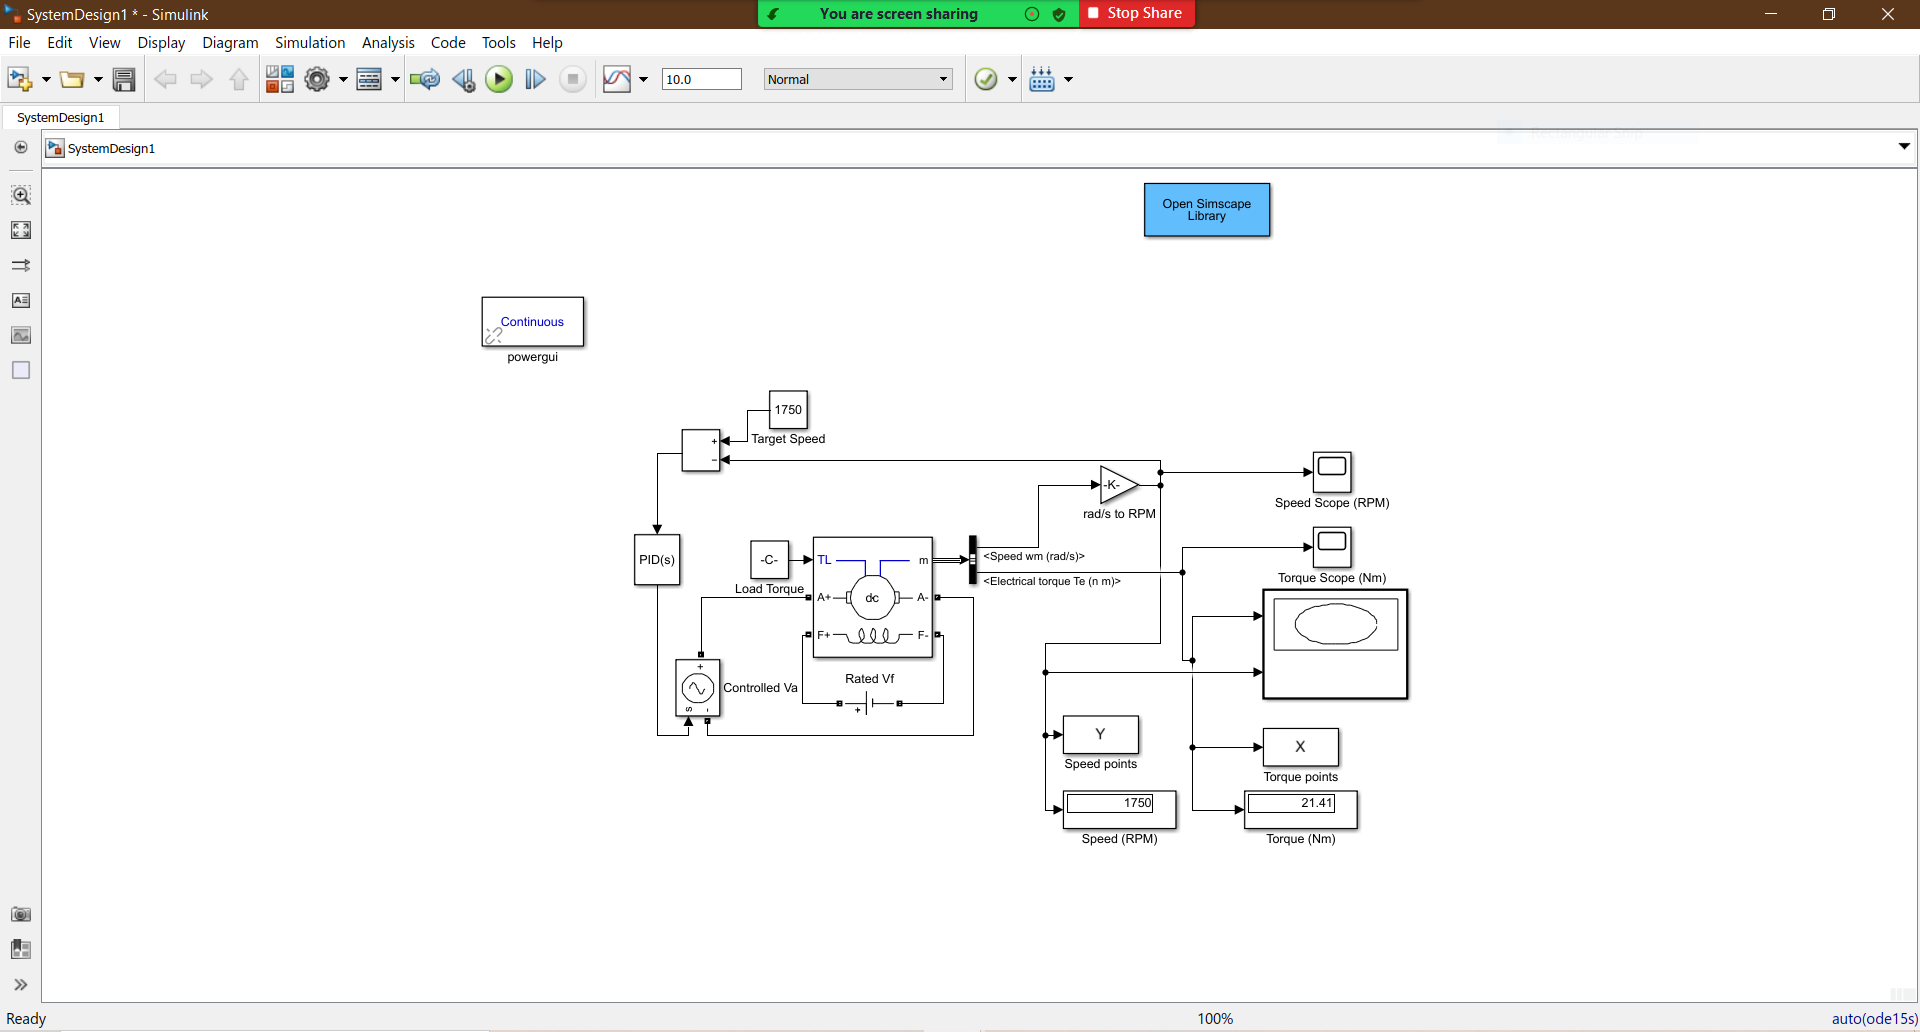 SystemDesign1 * - Simulink
You are screen sharing
Stop Share
File Edit View Display Diagram Simulation Analysis Code Tools Help
10.0
Normal
SystemDesign1
SystemDesign1
Rectangular Snip
Open Simscape
Library
Continuous
powergui
1750
Target Speed
+
−
-K-
rad/s to RPM
Speed Scope (RPM)
PID(s)
-C-
Load Torque
TL
m
A+
dc
A-
F+
F-
<Speed wm (rad/s)>
<Electrical torque Te (n m)>
Torque Scope (Nm)
+
s
-
Controlled Va
Rated Vf
+
Y
Speed points
X
Torque points
1750
Speed (RPM)
21.41
Torque (Nm)
Ready
100%
auto(ode15s)